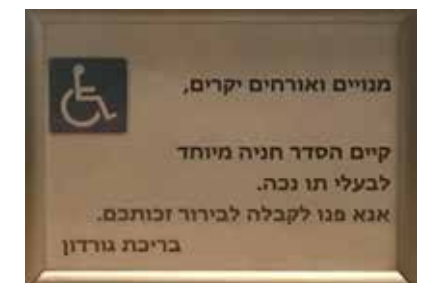 מנויים ואורחים יקרים,
קיים הסדר חניה מיוחד
לבעלי תו נכה.
אנא פנו לקבלה לבירור זכותכם.
בריכת גורדון